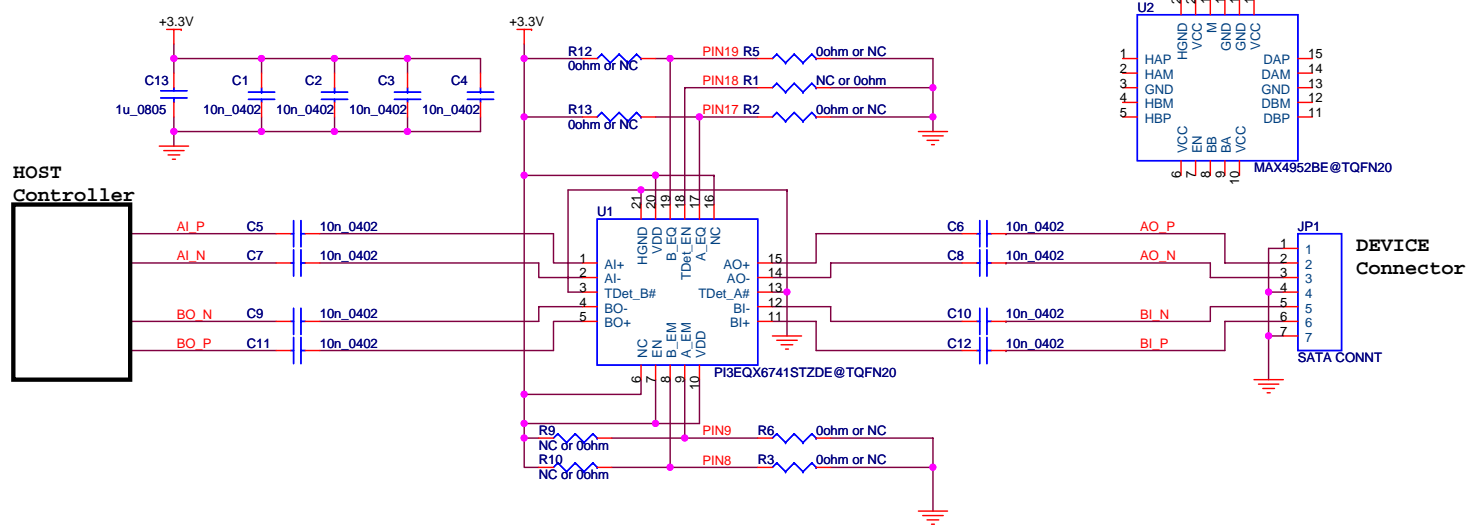 +3.3V
C13
1u_0805
C1
10n_0402
C2
10n_0402
C3
10n_0402
C4
10n_0402
+3.3V
R12
0ohm or NC
PIN19 R5
0ohm or NC
PIN18 R1
NC or 0ohm
R13
0ohm or NC
PIN17 R2
0ohm or NC
U2
HGND
VCC
M
GND
GND
VCC
1 HAP
2 HAM
3 GND
4 HBM
5 HBP
DAP 15
DAM 14
GND 13
DBM 12
DBP 11
VCC
EN
BB
BA
VCC
6
7
8
9
10
MAX4952BE@TQFN20
HOST
Controller
AI_P C5 10n_0402
AI_N C7 10n_0402
BO_N C9 10n_0402
BO_P C11 10n_0402
U1
21
20
19
18
17
16
HGND
VDD
B_EQ
TDet_EN
A_EQ
NC
1 AI+
2 AI-
3 TDet_B#
4 BO-
5 BO+
AO+ 15
AO- 14
TDet_A# 13
BI- 12
BI+ 11
NC
EN
B_EM
A_EM
VDD
6
7
8
9
10
PI3EQX6741STZDE@TQFN20
C6 10n_0402 AO_P
C8 10n_0402 AO_N
C10 10n_0402 BI_N
C12 10n_0402 BI_P
JP1
1 1
2 2
3 3
4 4
5 5
6 6
7 7
SATA CONNT
DEVICE
Connector
R9
NC or 0ohm
PIN9 R6 0ohm or NC
R10
NC or 0ohm
PIN8 R3 0ohm or NC